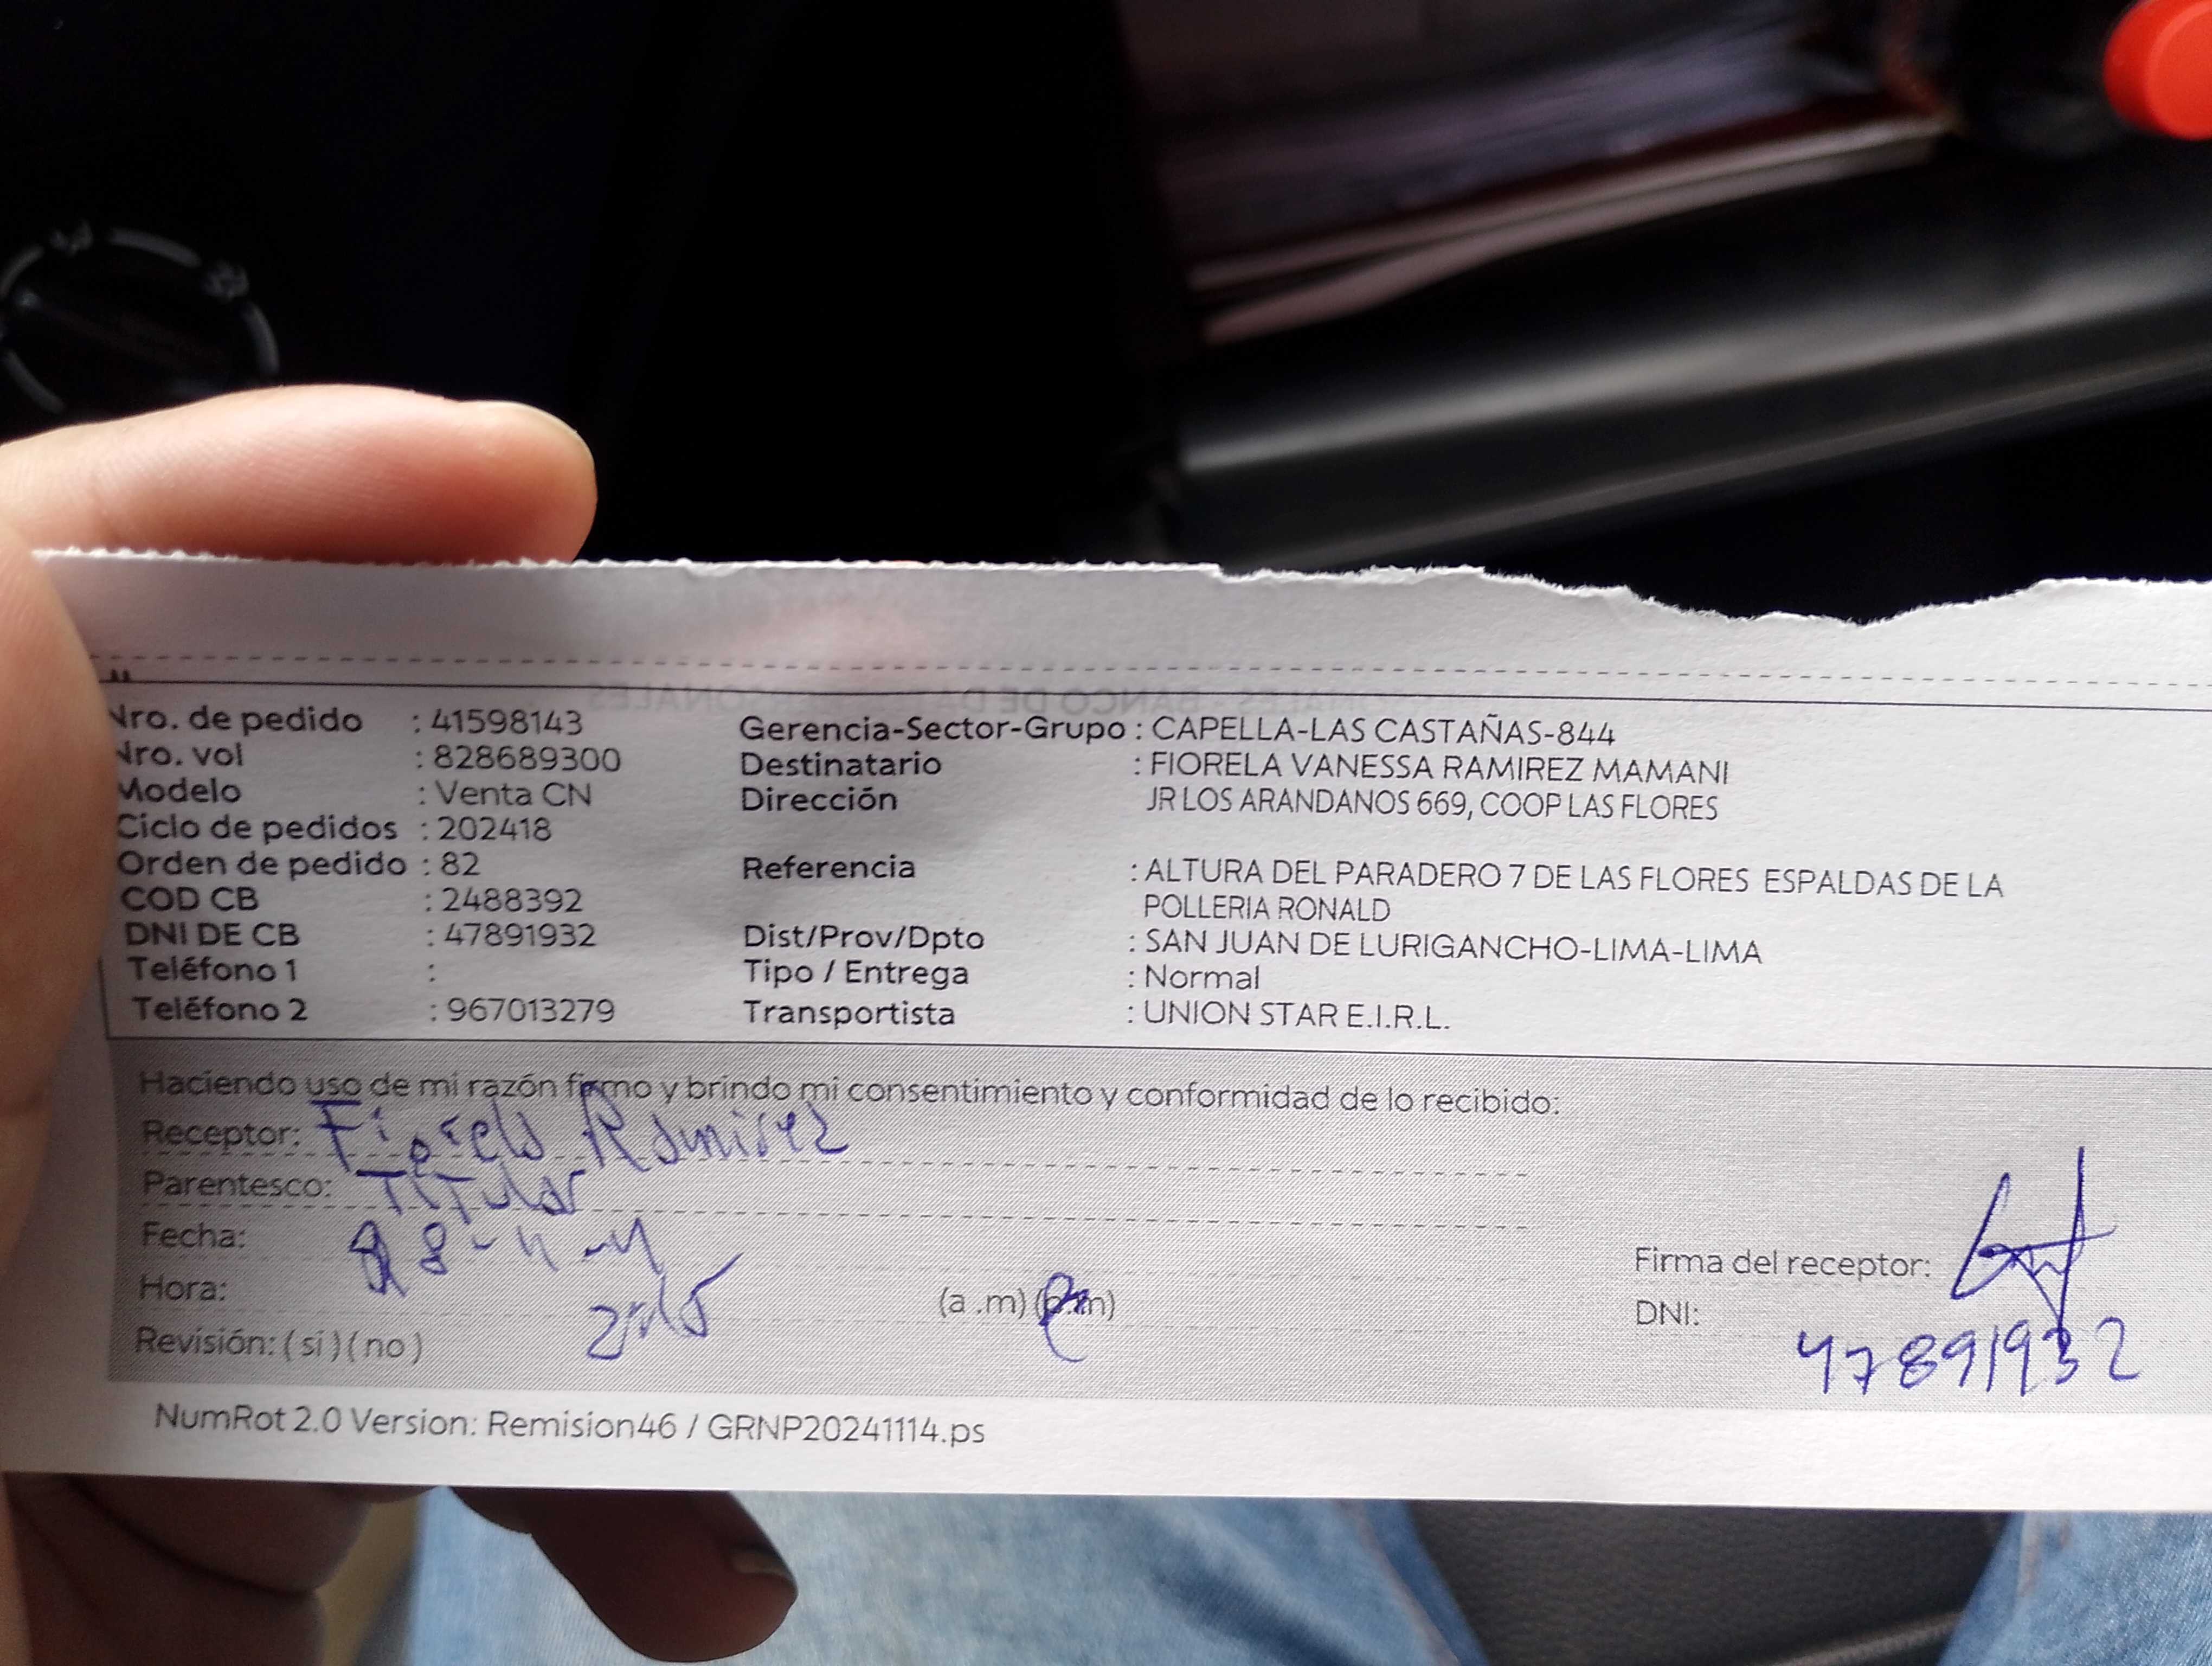 Nro. de pedido : 41598143
Nro. vol : 828689300
Modelo : Venta CN
Ciclo de pedidos : 202418
Orden de pedido : 82
COD CB : 2488392
DNI DE CB : 47891932
Teléfono 1 :
Teléfono 2 : 967013279
Gerencia-Sector-Grupo : CAPELLA-LAS CASTAÑAS-844
Destinatario : FIORELA VANESSA RAMIREZ MAMANI
Dirección JR LOS ARANDANOS 669, COOP LAS FLORES
Referencia : ALTURA DEL PARADERO 7 DE LAS FLORES ESPALDAS DE LA
POLLERIA RONALD
Dist/Prov/Dpto : SAN JUAN DE LURIGANCHO-LIMA-LIMA
Tipo / Entrega : Normal
Transportista : UNION STAR E.I.R.L.
Haciendo uso de mi razón firmo y brindo mi consentimiento y conformidad de lo recibido:
Receptor: Fiorela Ramirez
Parentesco: Titular
Fecha:
Hora: (a .m) (p.m)
Revisión: ( si ) ( no )
Firma del receptor:
DNI: 47891932
NumRot 2.0 Version: Remision46 / GRNP20241114.ps